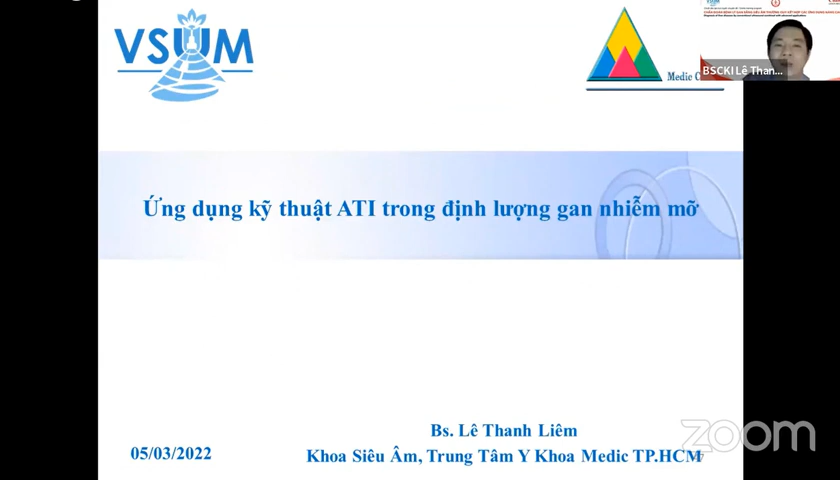 VSUM
Medic C
BSCKI Lê Than...
Ứng dụng kỹ thuật ATI trong định lượng gan nhiễm mỡ
Bs. Lê Thanh Liêm
05/03/2022
Khoa Siêu Âm, Trung Tâm Y Khoa Medic TP.HCM
zoom